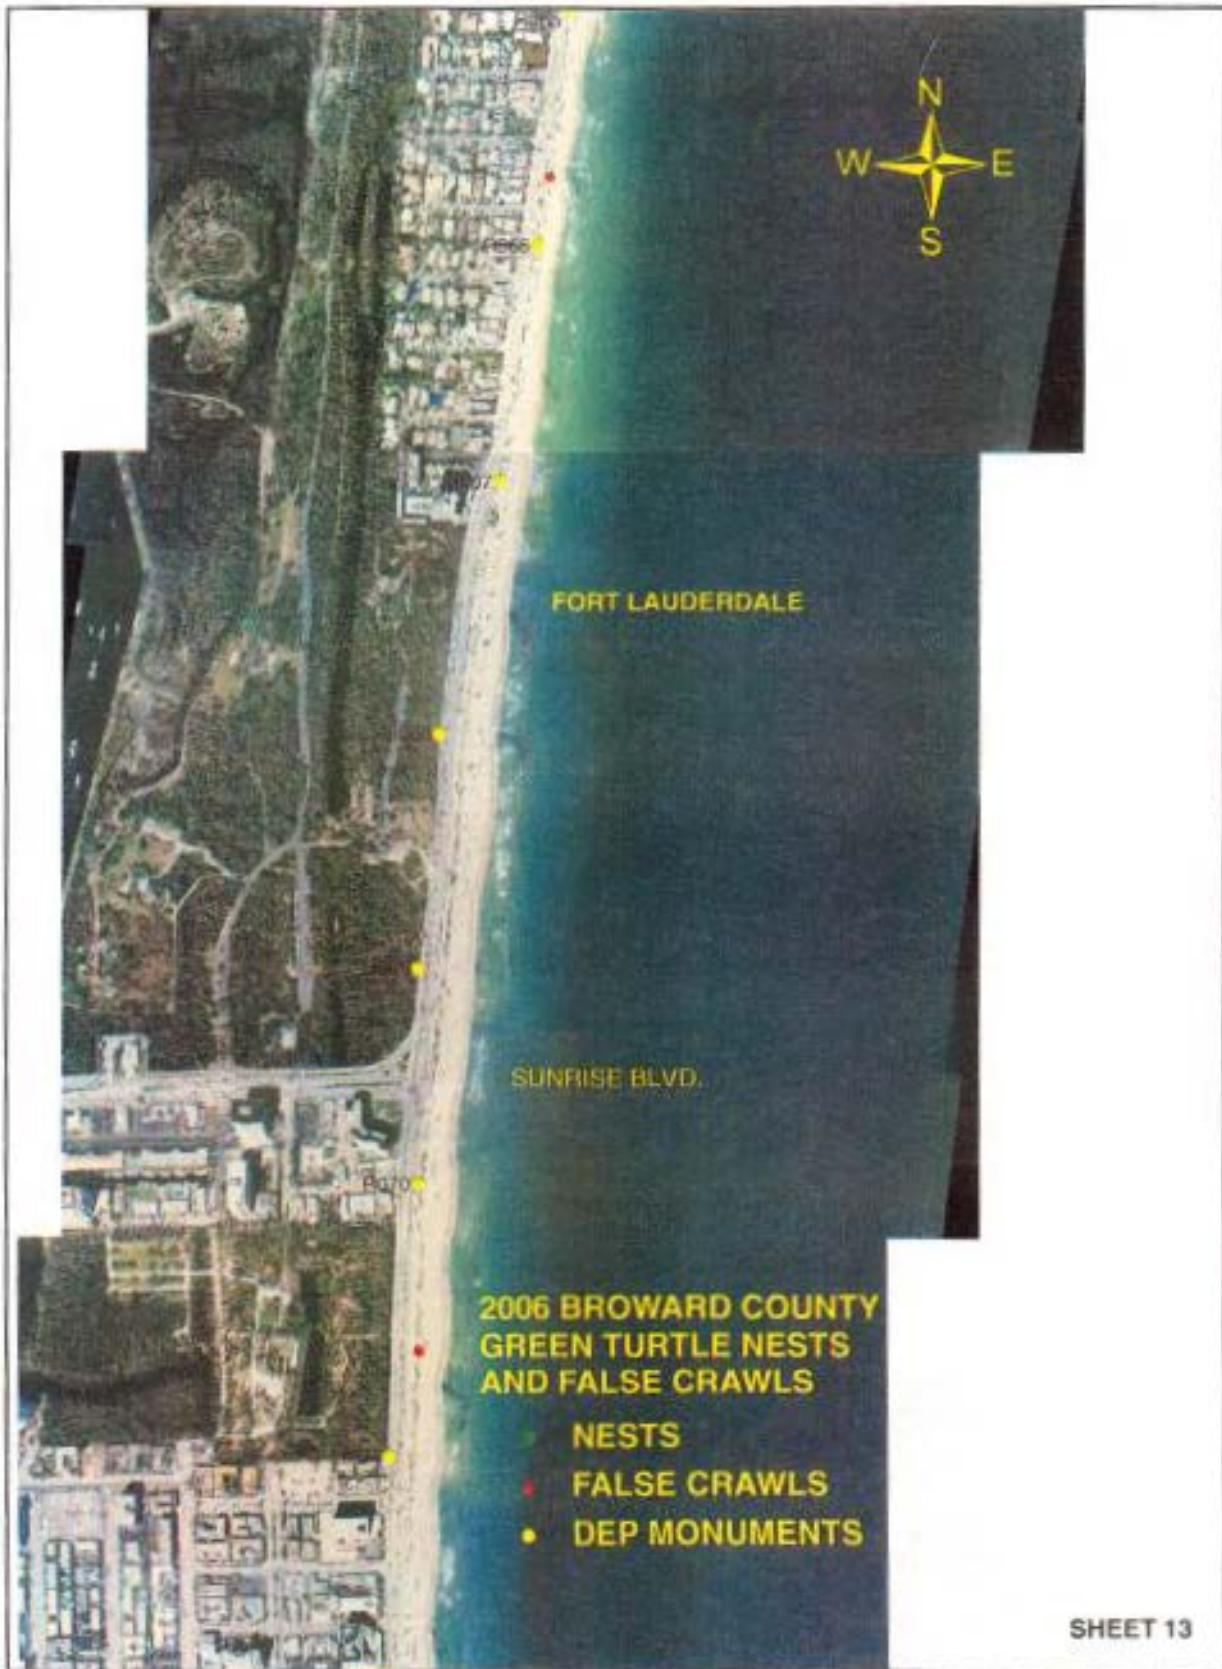 N
W E
S
FORT LAUDERDALE
SUNRISE BLVD.
R070
2006 BROWARD COUNTY
GREEN TURTLE NESTS
AND FALSE CRAWLS
NESTS
FALSE CRAWLS
DEP MONUMENTS
SHEET 13